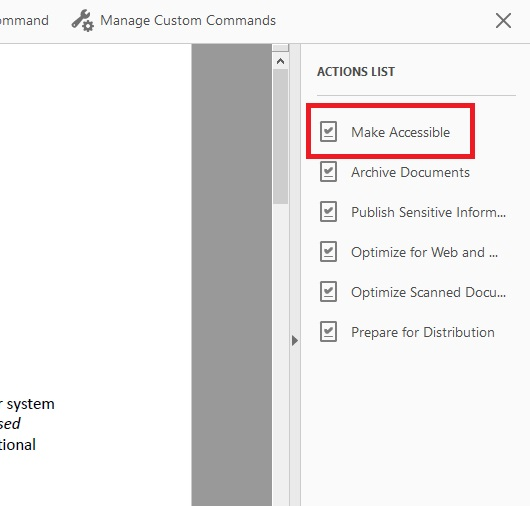 ommand Manage Custom Commands
ACTIONS LIST
Make Accessible
Archive Documents
Publish Sensitive Inform...
Optimize for Web and ...
Optimize Scanned Docu...
Prepare for Distribution
r system
sed
tional